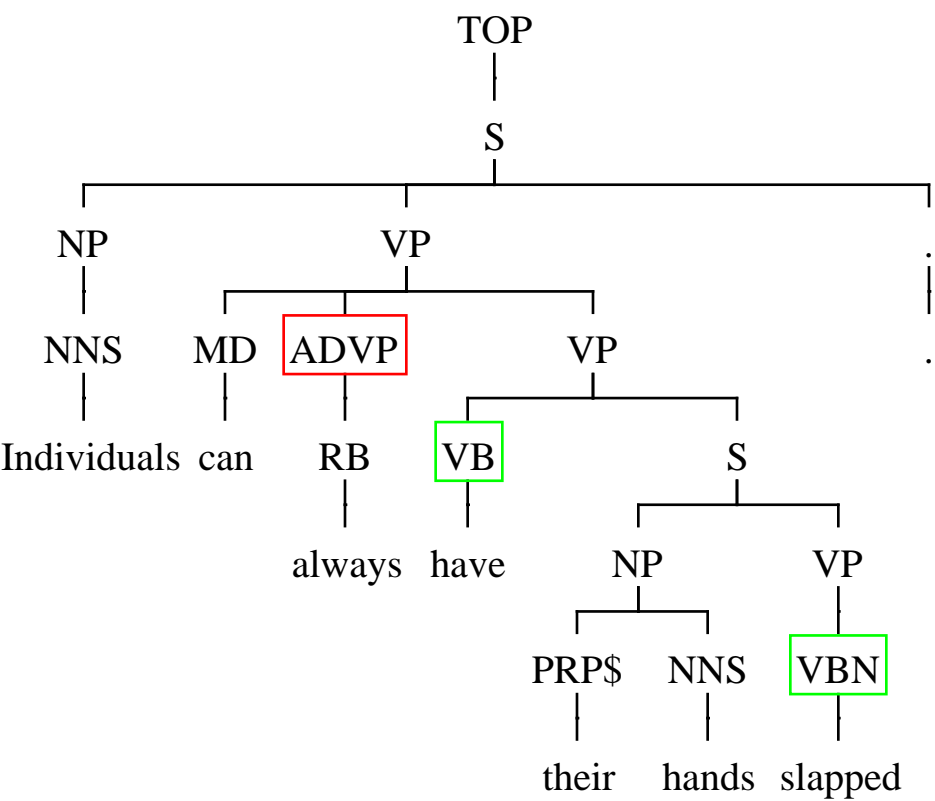 TOP
S
NP VP .
NNS MD ADVP VP .
Individuals can RB VB S
always have NP VP
PRP$ NNS VBN
their hands slapped